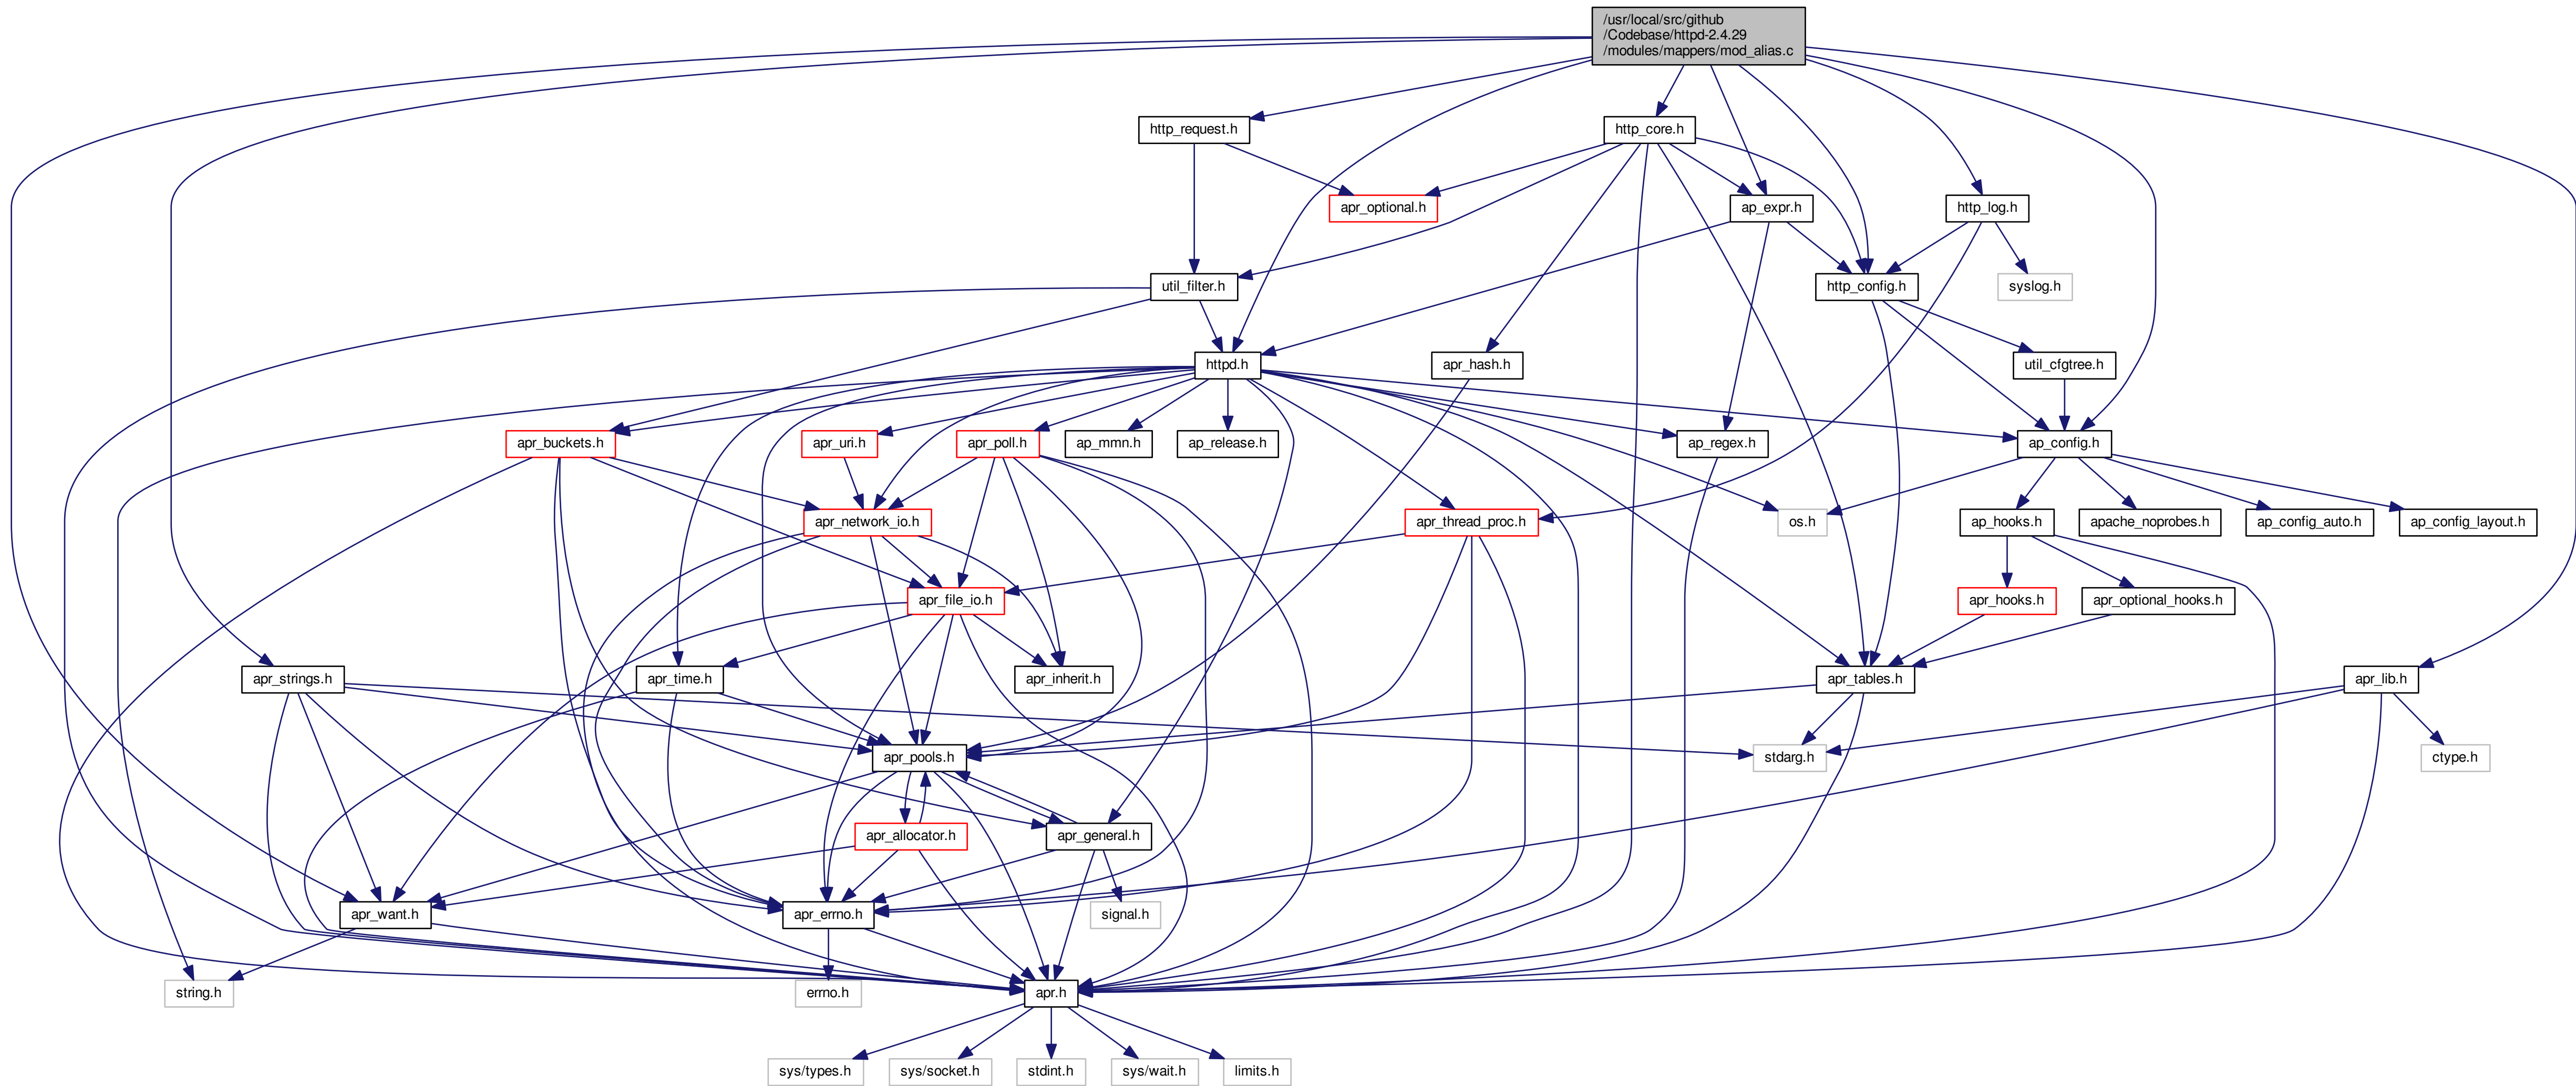 /usr/local/src/github
/Codebase/httpd-2.4.29
/modules/mappers/mod_alias.c
http_request.h
http_core.h
apr_optional.h
ap_expr.h
http_log.h
util_filter.h
http_config.h
syslog.h
httpd.h
apr_hash.h
util_cfgtree.h
apr_buckets.h
apr_uri.h
apr_poll.h
ap_mmn.h
ap_release.h
ap_regex.h
ap_config.h
apr_network_io.h
apr_thread_proc.h
os.h
ap_hooks.h
apache_noprobes.h
ap_config_auto.h
ap_config_layout.h
apr_file_io.h
apr_hooks.h
apr_optional_hooks.h
apr_strings.h
apr_time.h
apr_inherit.h
apr_tables.h
apr_lib.h
apr_pools.h
stdarg.h
ctype.h
apr_allocator.h
apr_general.h
apr_want.h
apr_errno.h
signal.h
string.h
errno.h
apr.h
sys/types.h
sys/socket.h
stdint.h
sys/wait.h
limits.h